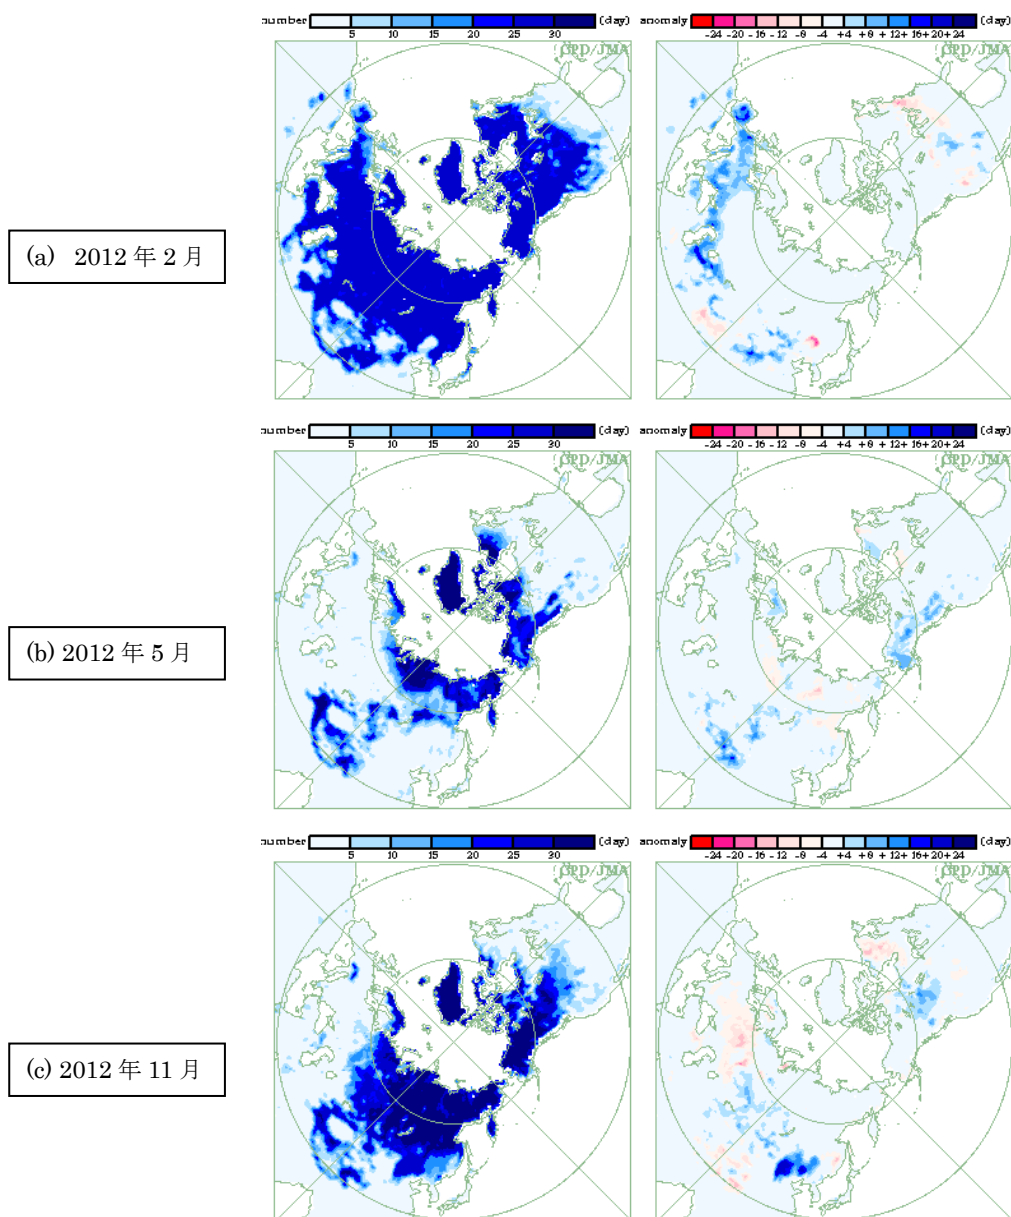 number 5 10 15 20 25 30 (day)
anomaly -24 -20 -16 -12 -8 -4 +4 +8 +12 +16 +20 +24 (day)
CPD/JMA
CPD/JMA
(a) 2012 年 2 月
number 5 10 15 20 25 30 (day)
anomaly -24 -20 -16 -12 -8 -4 +4 +8 +12 +16 +20 +24 (day)
CPD/JMA
CPD/JMA
(b) 2012 年 5 月
number 5 10 15 20 25 30 (day)
anomaly -24 -20 -16 -12 -8 -4 +4 +8 +12 +16 +20 +24 (day)
CPD/JMA
CPD/JMA
(c) 2012 年 11 月